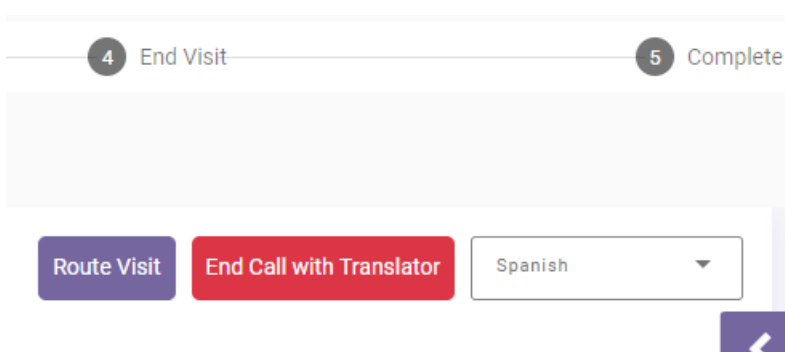 4 End Visit 5 Complete
Route Visit End Call with Translator Spanish